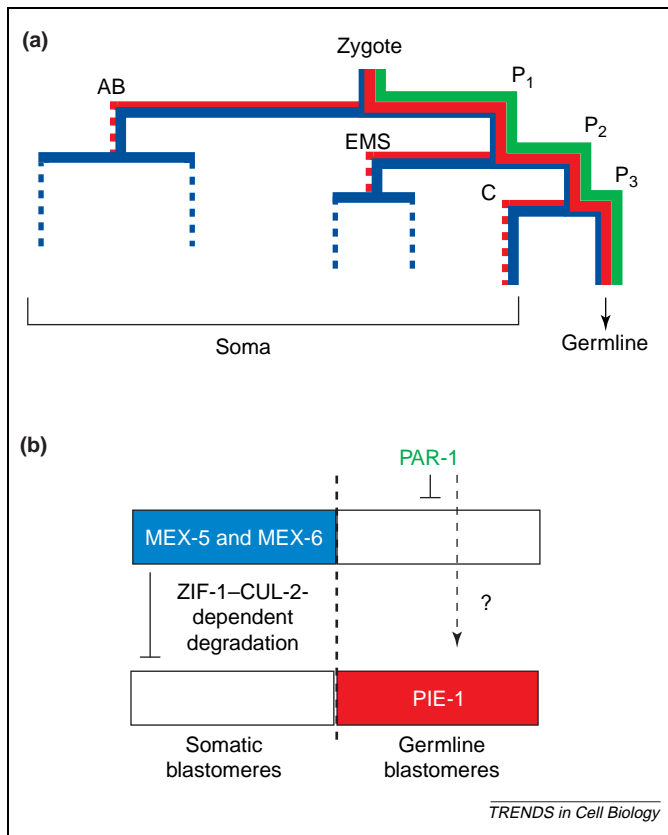 (a)
Zygote
AB
P1
P2
EMS
P3
C
Soma
Germline
(b)
PAR-1
MEX-5 and MEX-6
ZIF-1–CUL-2-
dependent
degradation
?
PIE-1
Somatic
blastomeres
Germline
blastomeres
TRENDS in Cell Biology